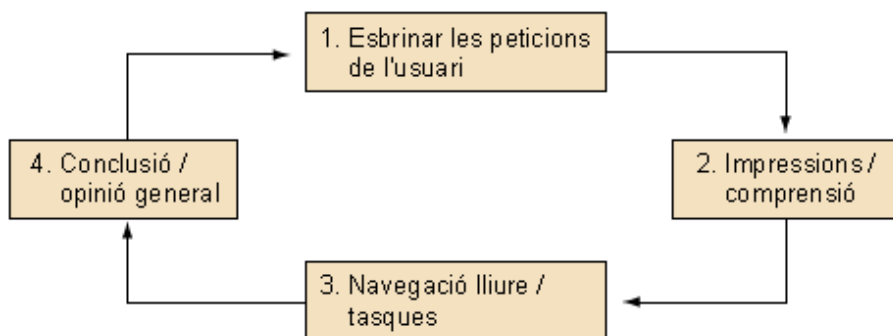 1. Esbrinar les peticions
de l'usuari
2. Impressions /
comprensió
3. Navegació lliure /
tasques
4. Conclusió /
opinió general